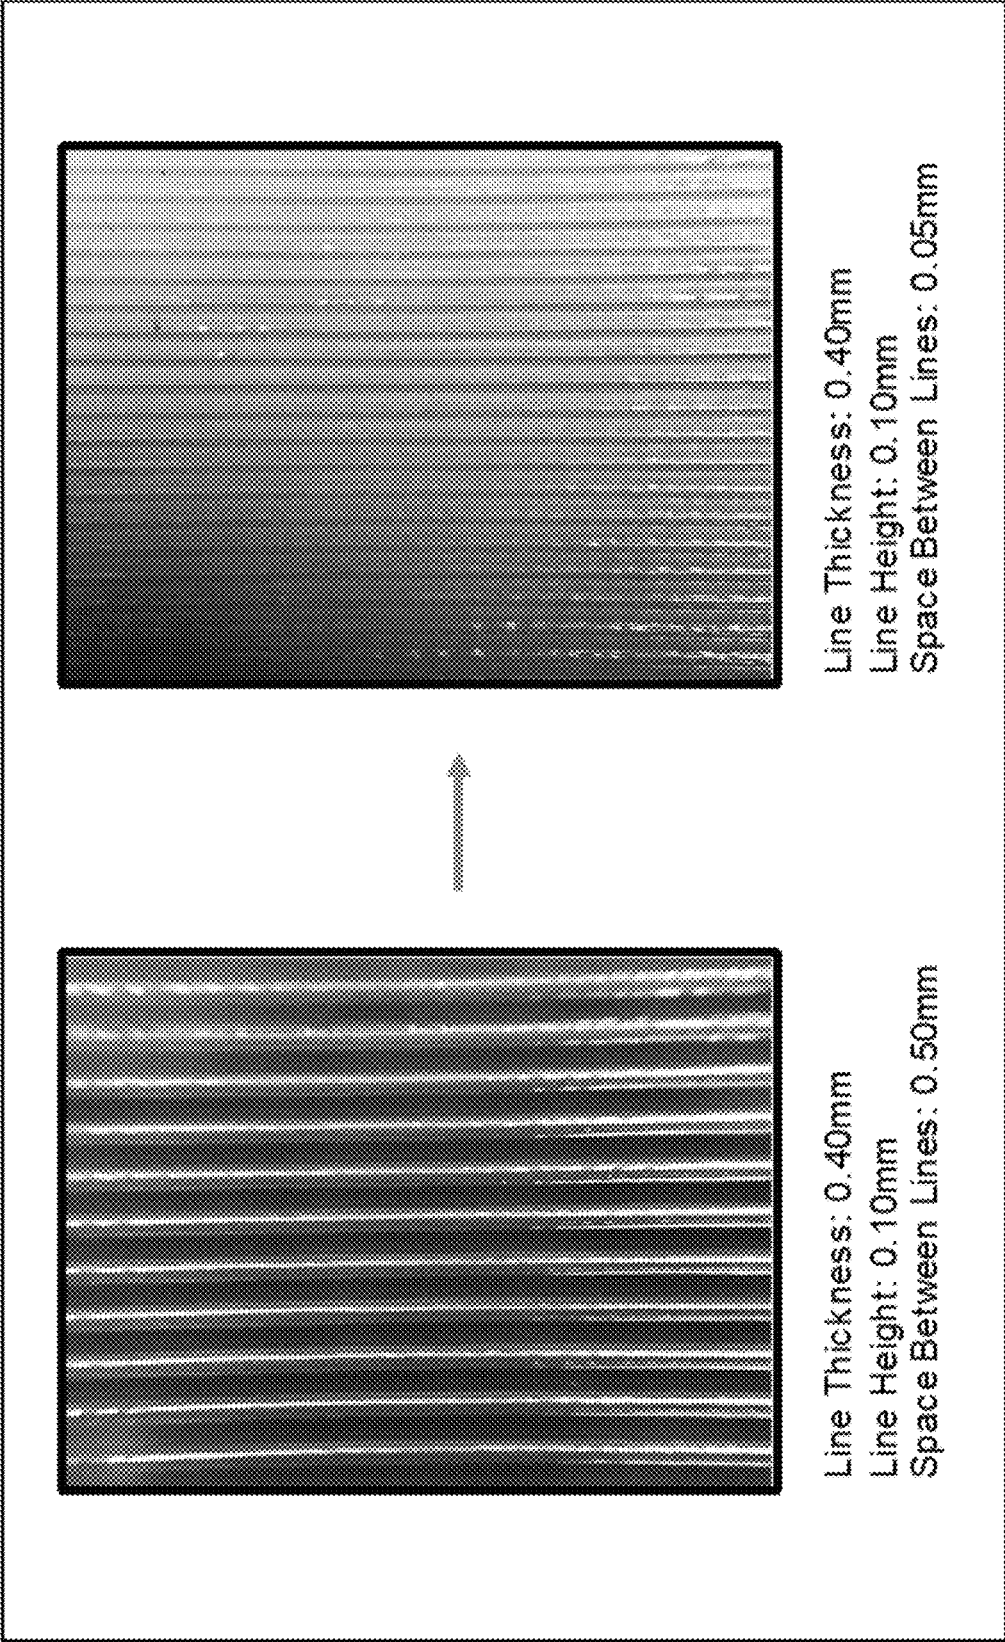 Line Thickness: 0.40mm
Line Height: 0.10mm
Space Between Lines: 0.50mm
Line Thickness: 0.40mm
Line Height: 0.10mm
Space Between Lines: 0.05mm